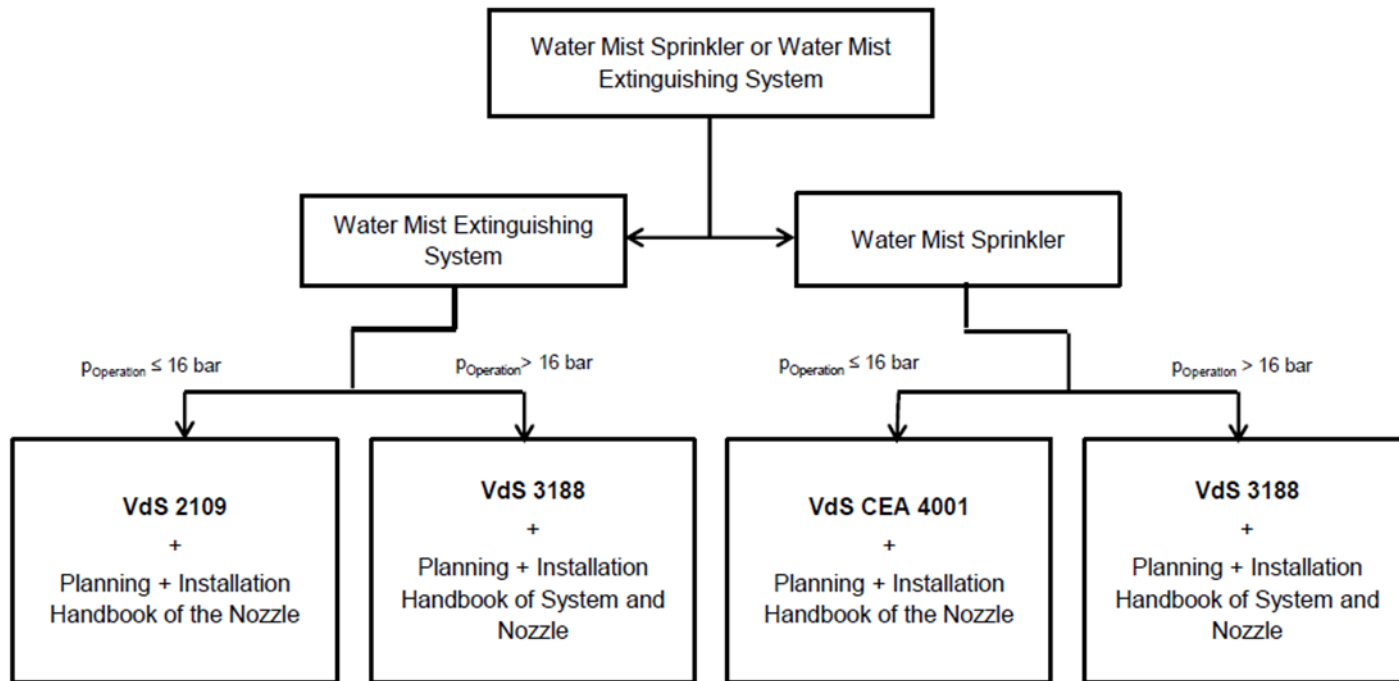 Water Mist Sprinkler or Water Mist
Extinguishing System
Water Mist Extinguishing
System
Water Mist Sprinkler
pOperation ≤ 16 bar
pOperation> 16 bar
pOperation ≤ 16 bar
pOperation > 16 bar
VdS 2109
+
Planning + Installation
Handbook of the Nozzle
VdS 3188
+
Planning + Installation
Handbook of System and
Nozzle
VdS CEA 4001
+
Planning + Installation
Handbook of the Nozzle
VdS 3188
+
Planning + Installation
Handbook of System and
Nozzle